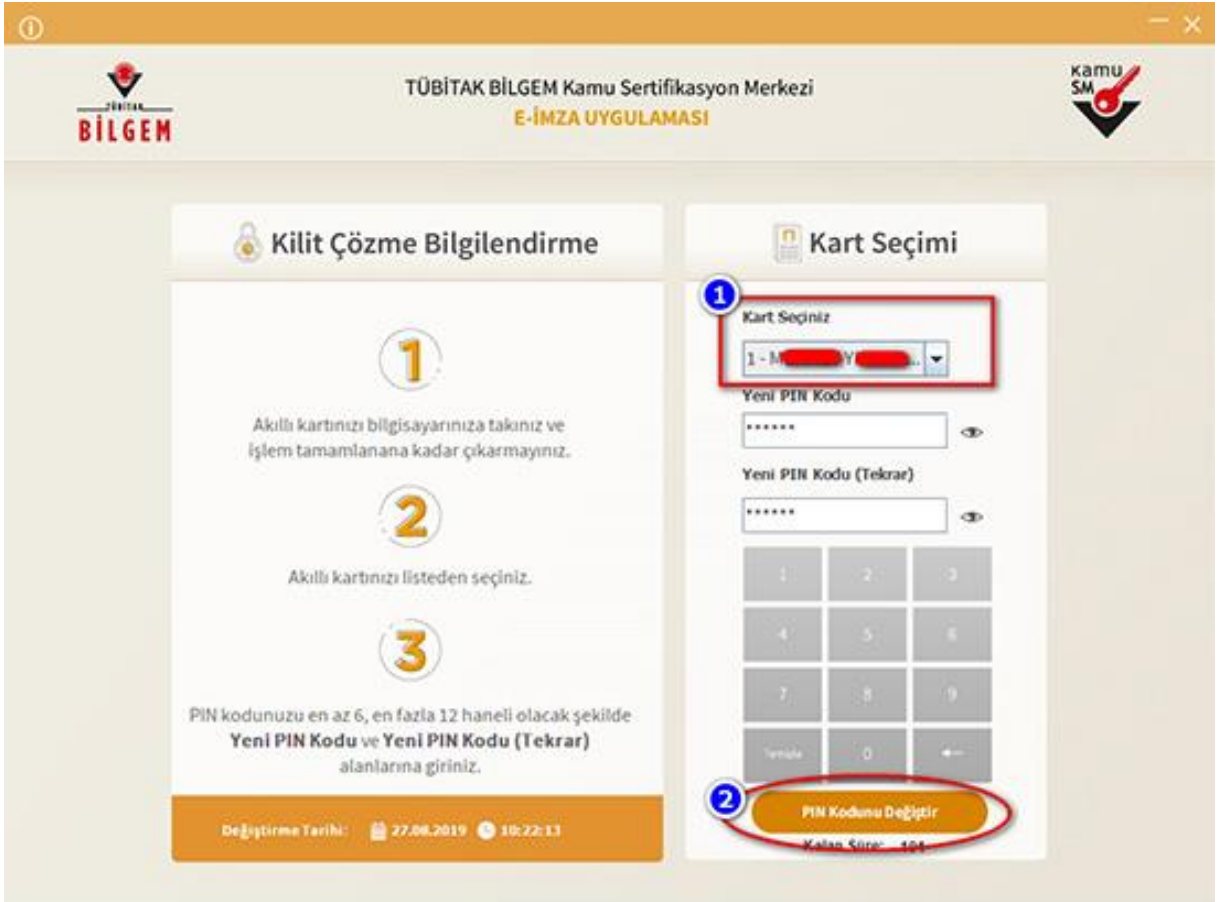 TÜBİTAK
BİLGEM
TÜBİTAK BİLGEM Kamu Sertifikasyon Merkezi
E-İMZA UYGULAMASI
Kamu
SM
Kilit Çözme Bilgilendirme
1
Akıllı kartınızı bilgisayarınıza takınız ve
işlem tamamlanana kadar çıkarmayınız.
2
Akıllı kartınızı listeden seçiniz.
3
PIN kodunuzu en az 6, en fazla 12 haneli olacak şekilde
Yeni PIN Kodu ve Yeni PIN Kodu (Tekrar)
alanlarına giriniz.
Değiştirme Tarihi: 27.08.2019 10:22:13
Kart Seçimi
1
Kart Seçiniz
1 - M Y ...
Yeni PIN Kodu
••••••
Yeni PIN Kodu (Tekrar)
••••••
1 2 3
4 5 6
7 8 9
Temizle 0 ←
2
PIN Kodunu Değiştir
Kalan Süre: